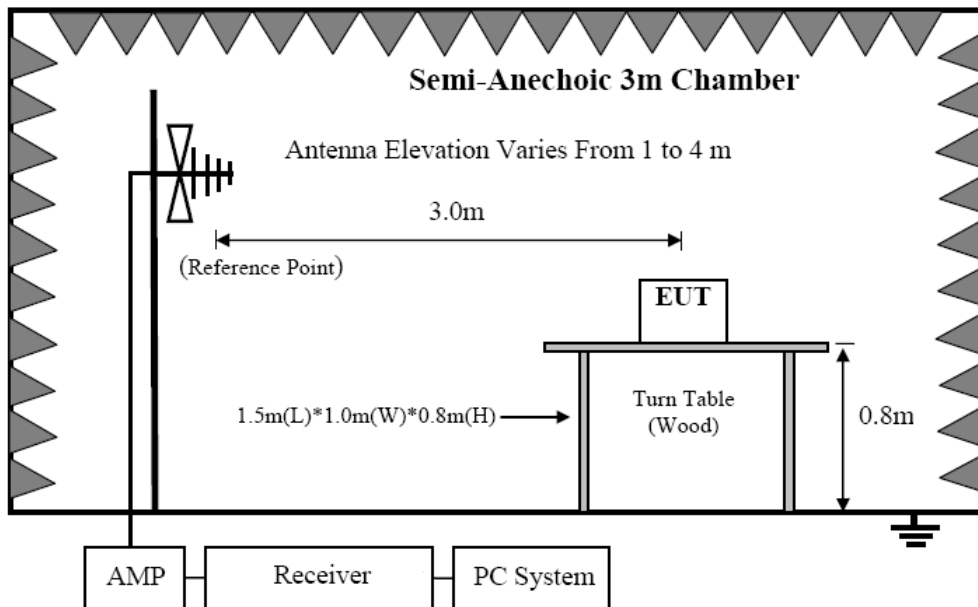 Semi-Anechoic 3m Chamber
Antenna Elevation Varies From 1 to 4 m
3.0m
(Reference Point)
EUT
1.5m(L)*1.0m(W)*0.8m(H)
Turn Table
(Wood)
0.8m
AMP
Receiver
PC System